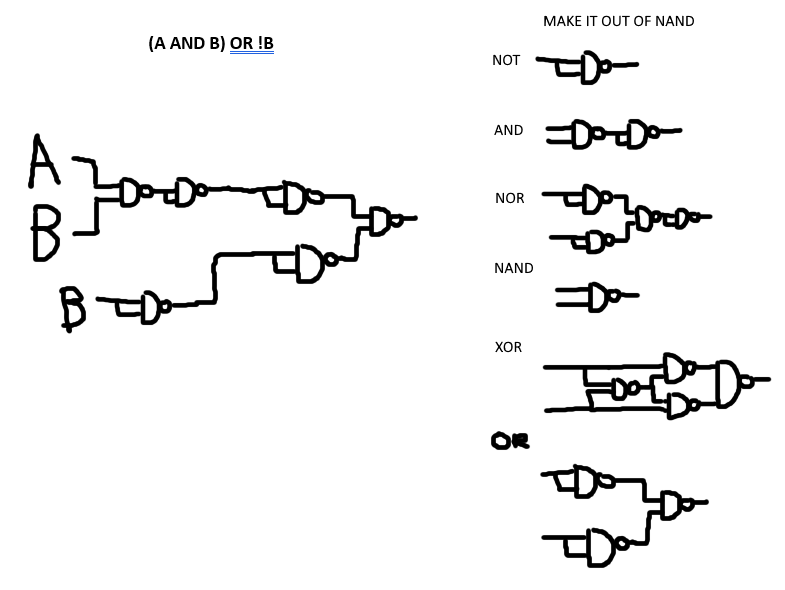 MAKE IT OUT OF NAND
(A AND B) OR !B
NOT
AND
A
NOR
B
NAND
B
XOR
OR